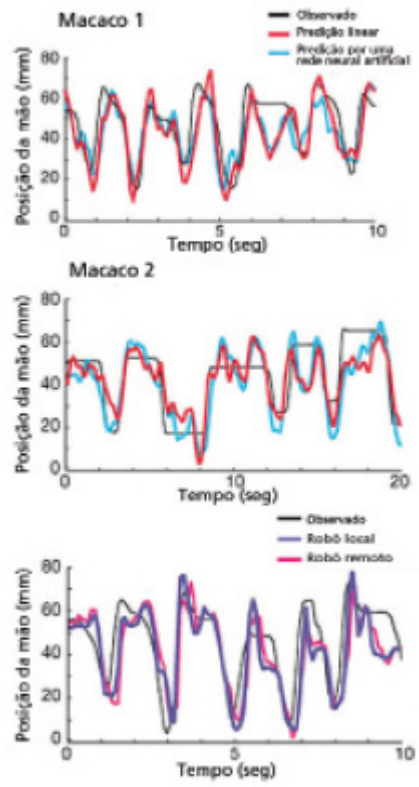 Macaco 1
Observado
Predição linear
Predição por uma
rede neural artificial
Posição da mão (mm)
80
60
40
20
0
0
5
10
Tempo (seg)
Macaco 2
Posição da mão (mm)
80
60
40
20
0
0
10
20
Tempo (seg)
Observado
Robô local
Robô remoto
Posição da mão (mm)
80
60
40
20
0
0
5
10
Tempo (seg)